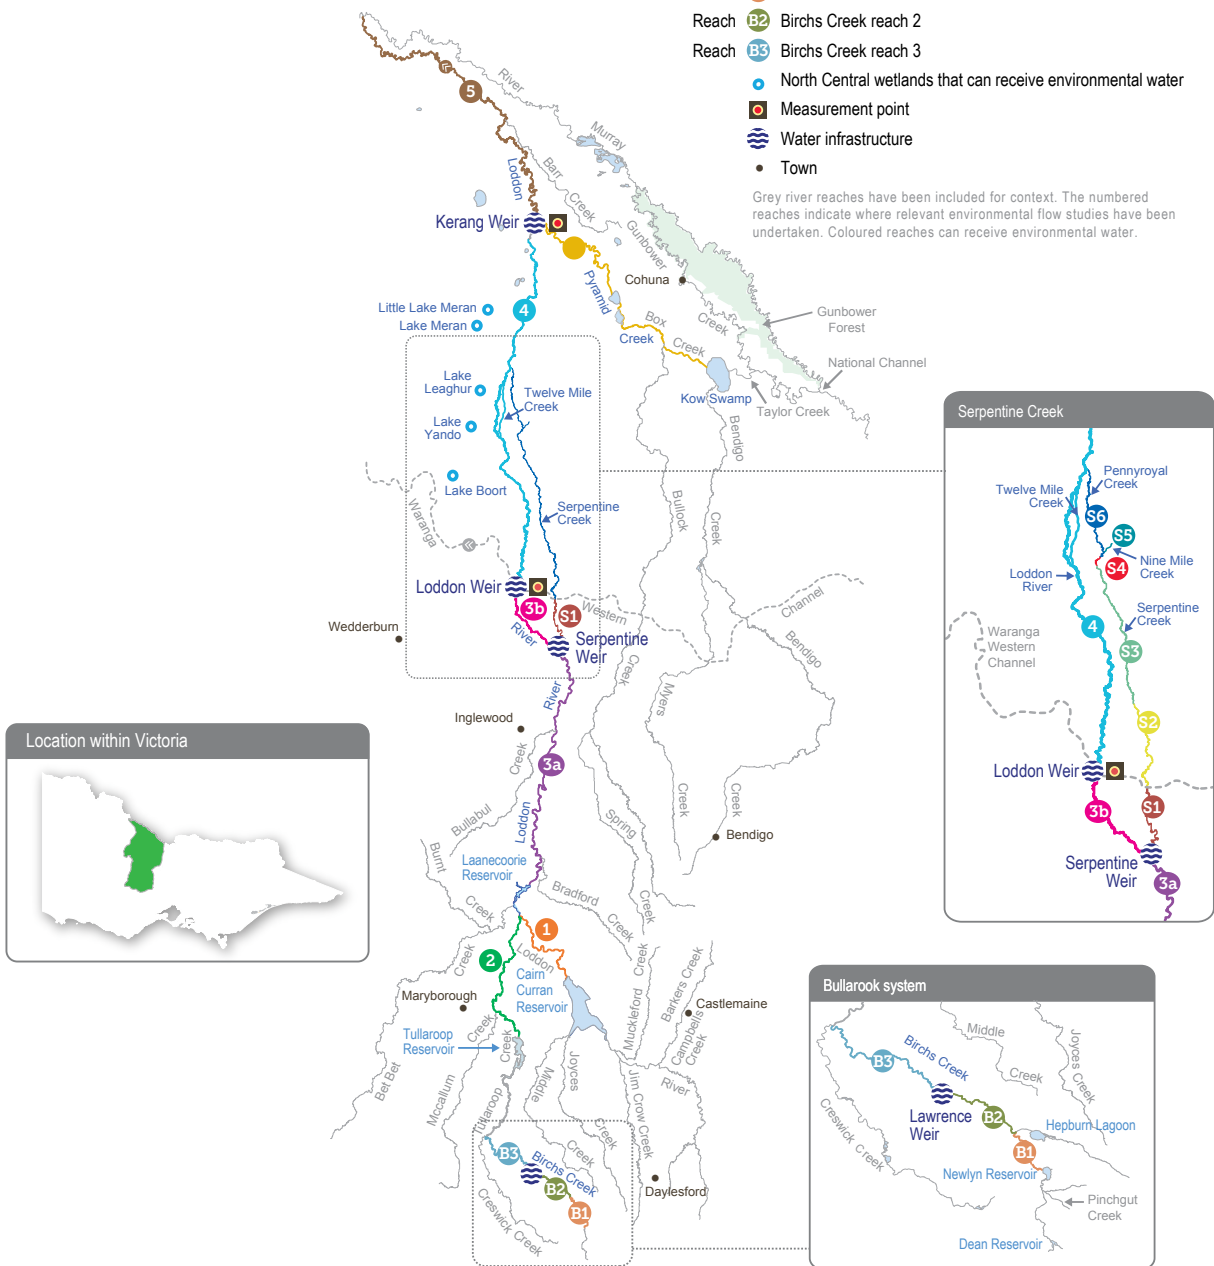 Reach B2 Birchs Creek reach 2
Reach B3 Birchs Creek reach 3
North Central wetlands that can receive environmental water
Measurement point
Water infrastructure
Town
Grey river reaches have been included for context. The numbered
reaches indicate where relevant environmental flow studies have been
undertaken. Coloured reaches can receive environmental water.
River
Murray
5
Loddon
Barr
Creek
Kerang Weir
Gunbower
Creek
Cohuna
Pyramid
Creek
Box
Creek
Gunbower
Forest
National Channel
Little Lake Meran
Lake Meran
4
Kow Swamp
Taylor Creek
Lake
Leaghur
Twelve Mile
Creek
Lake
Yando
Lake Boort
Waranga
Serpentine
Creek
Bullock
Creek
Bendigo
Creek
Loddon Weir
3b
River
S1
Western
Channel
Wedderburn
Serpentine
Weir
Bendigo
Myers
Creek
Creek
River
Inglewood
Creek
3a
Bullabul
Loddon
Spring
Creek
Bendigo
Burnt
Creek
Laanecoorie
Reservoir
Bradford
Creek
1
2
Loddon
Cairn
Curran
Reservoir
Creek
Maryborough
Creek
Tullaroop
Reservoir
Creek
Muckleford
Creek
Barkers Creek
Castlemaine
Campbells
Creek
Bet Bet
Mccallum
Tullaroop
Middle
Creek
Joyces
Creek
Jim Crow Creek
River
B3
Birchs Creek
B2
B1
Creswick Creek
Daylesford
Location within Victoria
Serpentine Creek
Pennyroyal
Creek
Twelve Mile
Creek
S6
S5
Nine Mile
Creek
S4
Loddon
River
Serpentine
Creek
4
S3
Waranga
Western
Channel
S2
Loddon Weir
3b
S1
Serpentine
Weir
3a
Bullarook system
Middle
Creek
Joyces Creek
Birchs Creek
B3
Lawrence
Weir
B2
Hepburn Lagoon
B1
Creswick Creek
Newlyn Reservoir
Pinchgut
Creek
Dean Reservoir